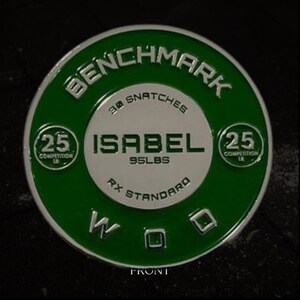 BENCHMARK
30 SNATCHES
ISABEL
95LBS
RX STANDARD
25
COMPETITION
LB
25
COMPETITION
LB
WOD
FRONT